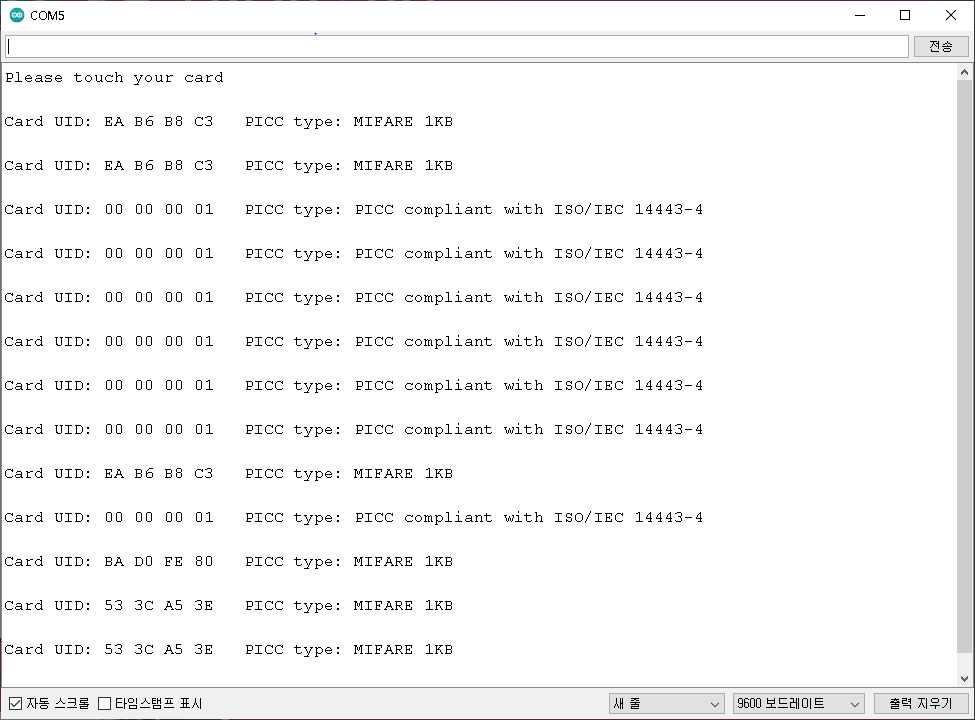 COM5
전송
Please touch your card
Card UID: EA B6 B8 C3   PICC type: MIFARE 1KB
Card UID: EA B6 B8 C3   PICC type: MIFARE 1KB
Card UID: 00 00 00 01   PICC type: PICC compliant with ISO/IEC 14443-4
Card UID: 00 00 00 01   PICC type: PICC compliant with ISO/IEC 14443-4
Card UID: 00 00 00 01   PICC type: PICC compliant with ISO/IEC 14443-4
Card UID: 00 00 00 01   PICC type: PICC compliant with ISO/IEC 14443-4
Card UID: 00 00 00 01   PICC type: PICC compliant with ISO/IEC 14443-4
Card UID: 00 00 00 01   PICC type: PICC compliant with ISO/IEC 14443-4
Card UID: EA B6 B8 C3   PICC type: MIFARE 1KB
Card UID: 00 00 00 01   PICC type: PICC compliant with ISO/IEC 14443-4
Card UID: BA D0 FE 80   PICC type: MIFARE 1KB
Card UID: 53 3C A5 3E   PICC type: MIFARE 1KB
Card UID: 53 3C A5 3E   PICC type: MIFARE 1KB
자동 스크롤 타임스탬프 표시 새 줄 9600 보드레이트 출력 지우기